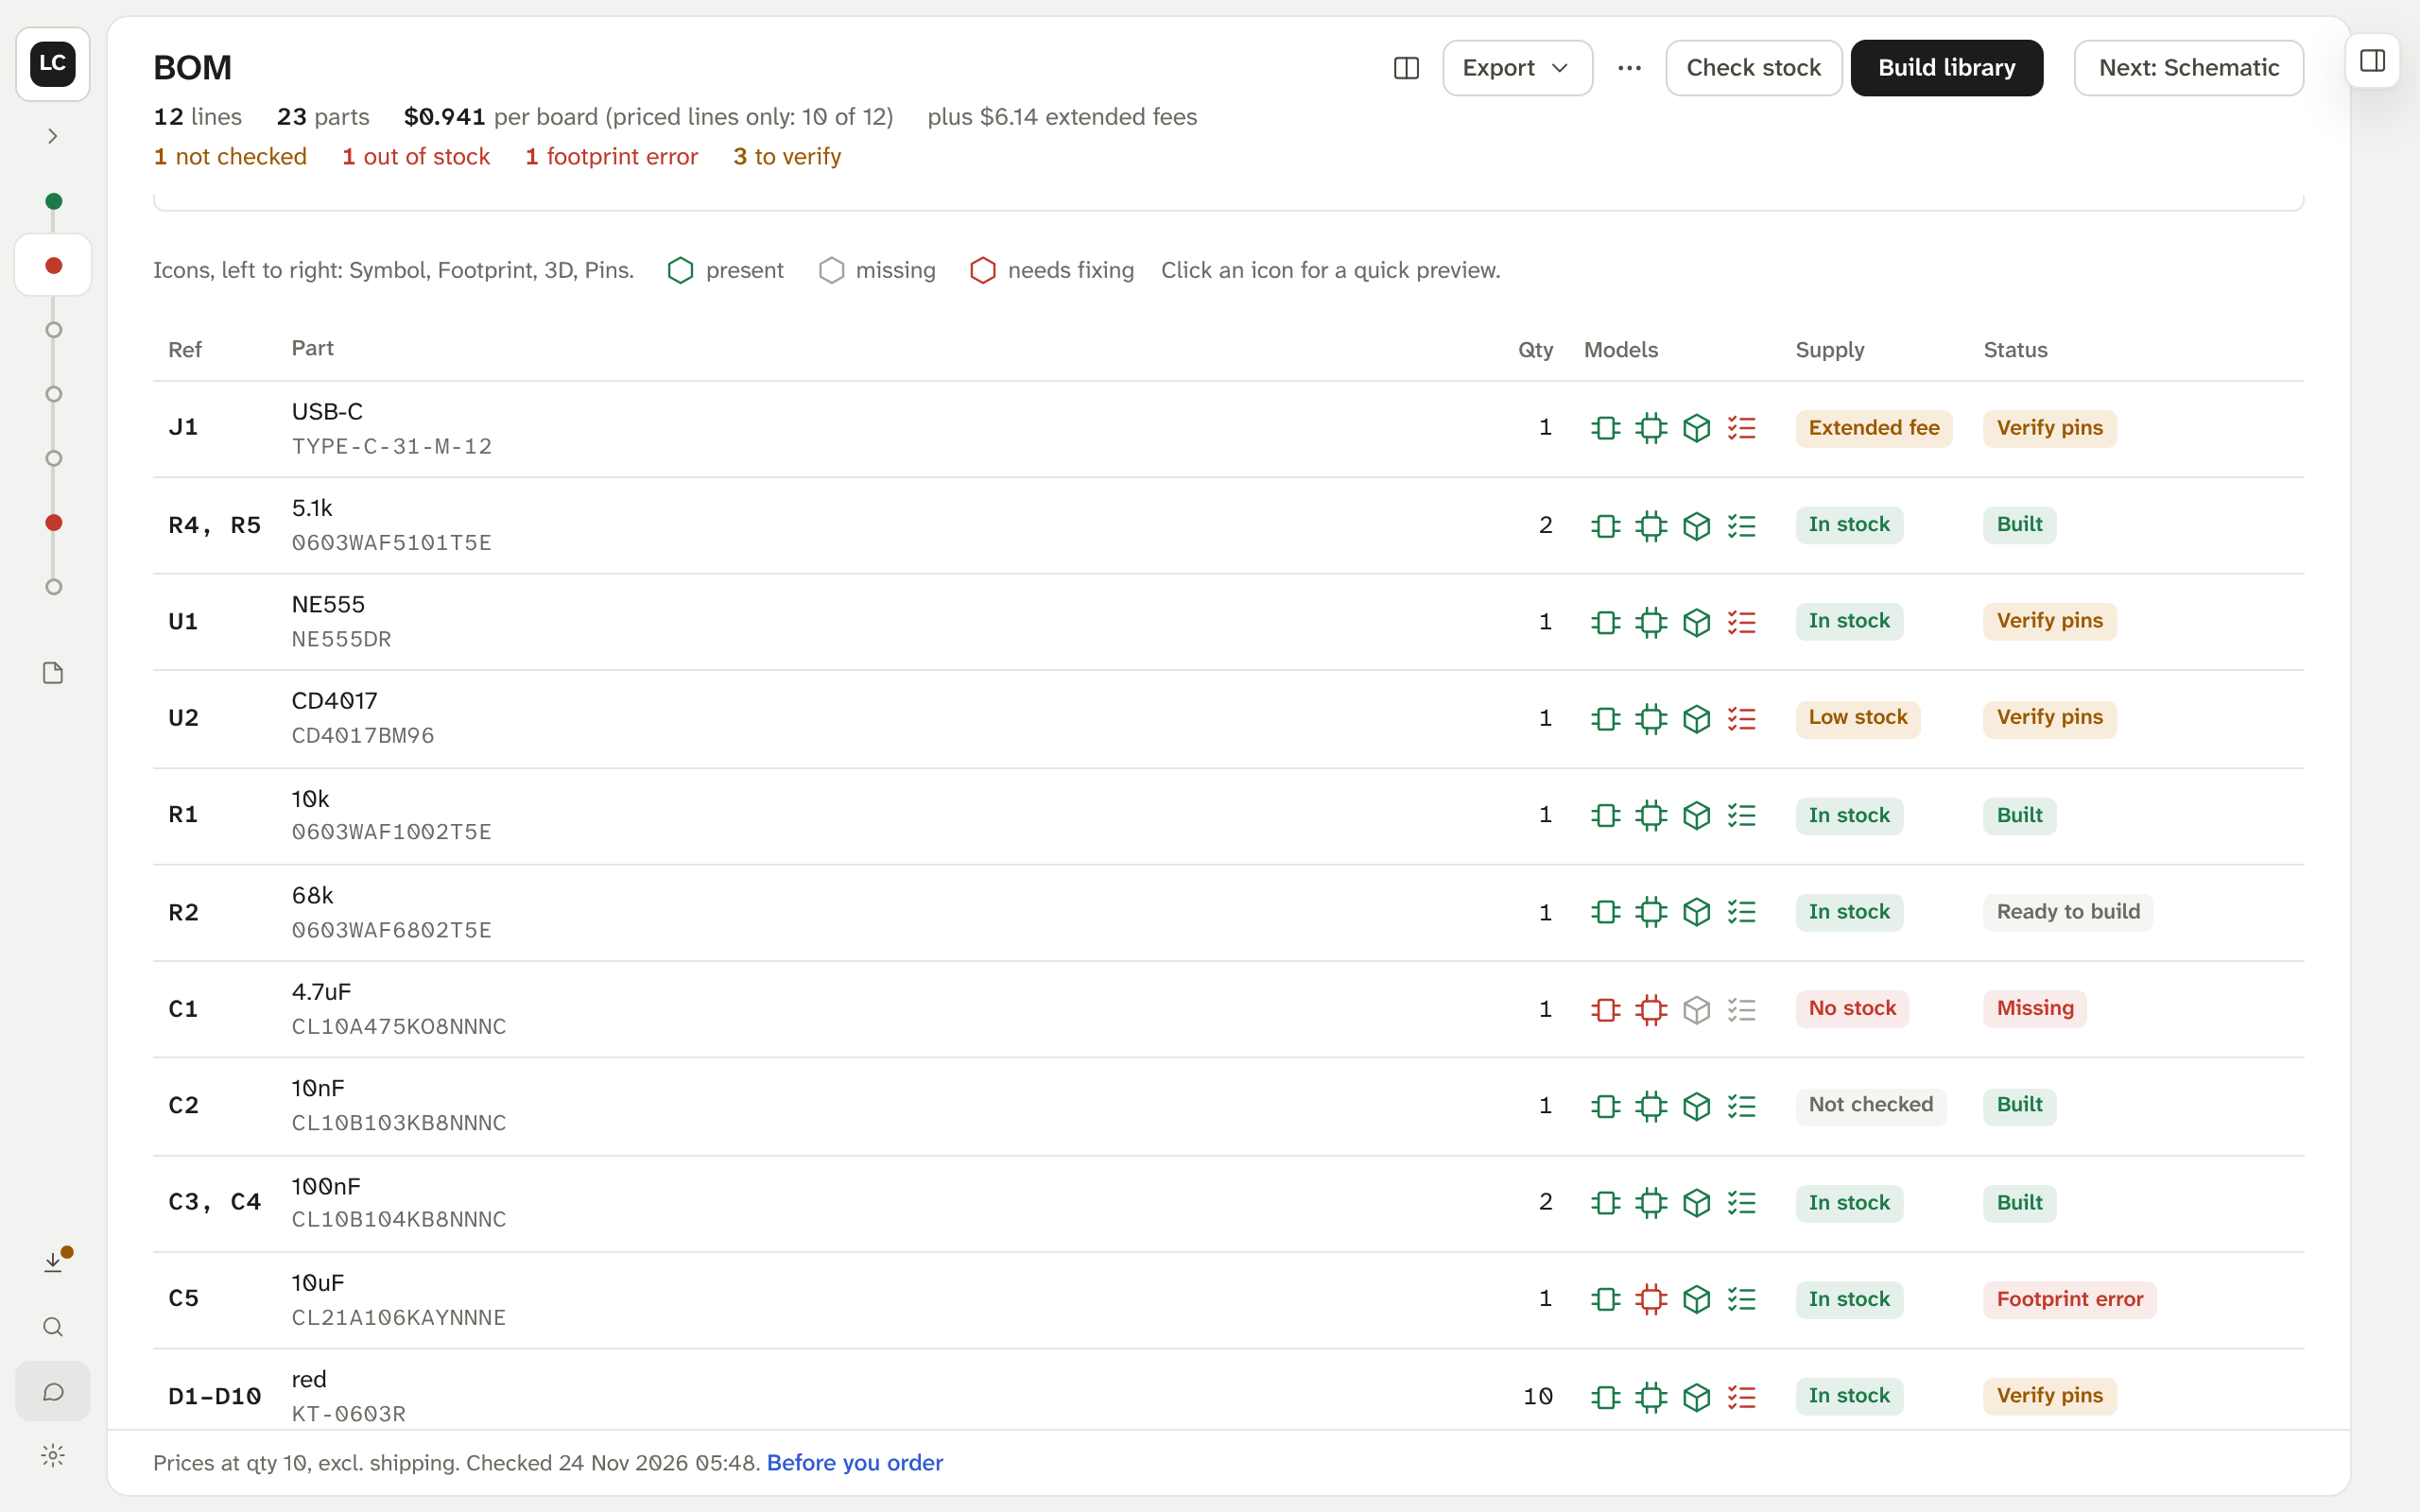 LC
BOM
Export
Check stock
Build library
Next: Schematic
12 lines 23 parts $0.941 per board (priced lines only: 10 of 12) plus $6.14 extended fees
1 not checked 1 out of stock 1 footprint error 3 to verify
Icons, left to right: Symbol, Footprint, 3D, Pins. present missing needs fixing Click an icon for a quick preview.
Ref Part Qty Models Supply Status
J1 USB-C 1 Extended fee Verify pins
TYPE-C-31-M-12
R4, R5 5.1k 2 In stock Built
0603WAF5101T5E
U1 NE555 1 In stock Verify pins
NE555DR
U2 CD4017 1 Low stock Verify pins
CD4017BM96
R1 10k 1 In stock Built
0603WAF1002T5E
R2 68k 1 In stock Ready to build
0603WAF6802T5E
C1 4.7uF 1 No stock Missing
CL10A475KO8NNNC
C2 10nF 1 Not checked Built
CL10B103KB8NNNC
C3, C4 100nF 2 In stock Built
CL10B104KB8NNNC
C5 10uF 1 In stock Footprint error
CL21A106KAYNNNE
D1–D10 red 10 In stock Verify pins
KT-0603R
Prices at qty 10, excl. shipping. Checked 24 Nov 2026 05:48. Before you order